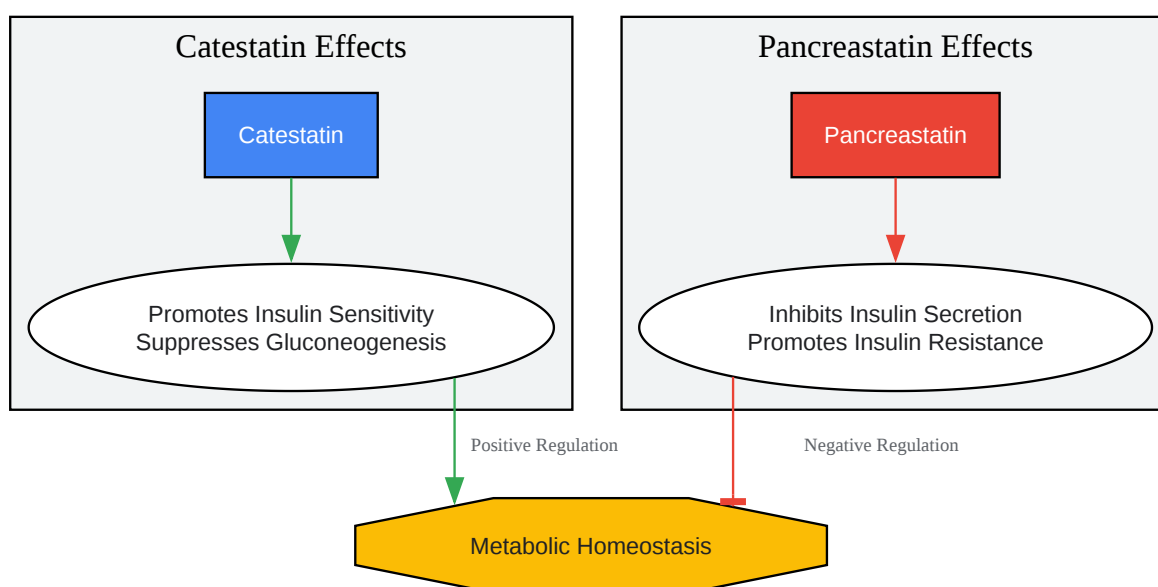 Catestatin Effects
Catestatin
Promotes Insulin Sensitivity
Suppresses Gluconeogenesis
Pancreastatin Effects
Pancreastatin
Inhibits Insulin Secretion
Promotes Insulin Resistance
Positive Regulation
Negative Regulation
Metabolic Homeostasis